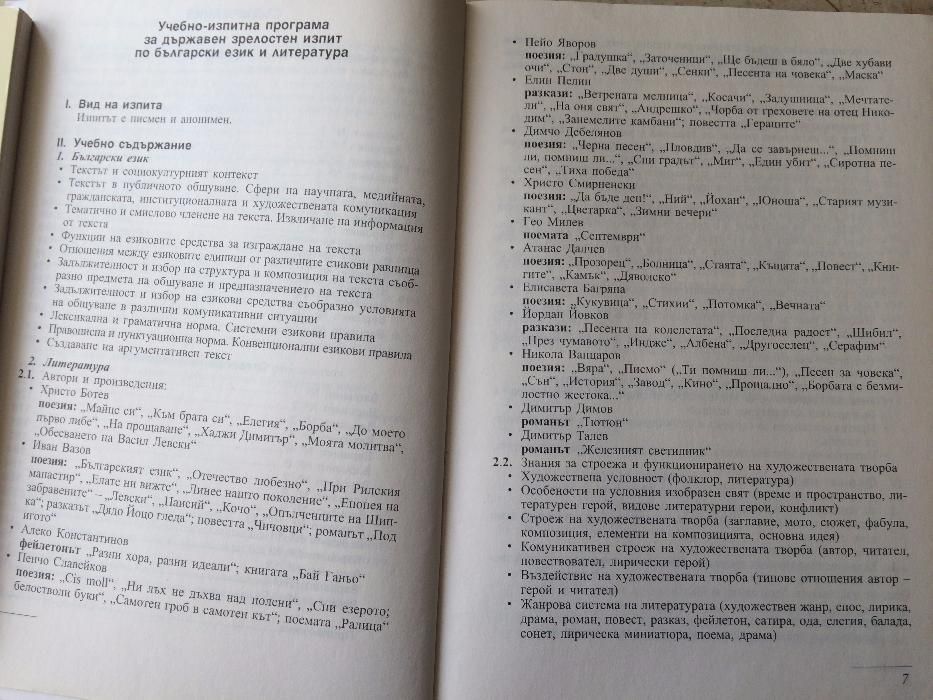 Учебно-изпитна програма
за държавен зрелостен изпит
по български език и литература
I. Вид на изпита
Изпитът е писмен и анонимен.
II. Учебно съдържание
1. Български език
• Текстът и социокултурният контекст
• Текстът в публичното общуване. Сфери на научната, медийната,
гражданската, институционалната и художествената комуникация
• Тематично и смислово членене на текста. Извличане на информация
от текста
• Функции на езиковите средства за изграждане на текста
• Отношения между езиковите единици от различните езикови равнища
• Задължителност и избор на структура и композиция на текста съоб-
разно предмета на общуване и предназначението на текста
• Задължителност и избор на езикови средства съобразно условията
на общуване в различни комуникативни ситуации
• Лексикална и граматична норма. Системни езикови правила
• Правописна и пунктуационна норма. Конвенционални езикови правила
• Създаване на аргументативен текст
2. Литература
2.1. Автори и произведения:
• Христо Ботев
поезия: „Майце си“, „Към брата си“, „Елегия“, „Борба“, „До моето
първо либе“, „На прощаване“, „Хаджи Димитър“, „Моята молитва“,
„Обесването на Васил Левски“
• Иван Вазов
поезия: „Българският език“, „Отечество любезно“, „При Рилския
манастир“, „Елате ни вижте“, „Линее нашто поколение“, „Епопея на
забравените“ – „Левски“, „Паисий“, „Кочо“, „Опълченците на Шип-
ка“; разказът „Дядо Йоцо гледа“; повестта „Чичовци“; романът „Под
игото“
• Алеко Константинов
фейлетонът „Разни хора, разни идеали“; книгата „Бай Ганьо“
• Пенчо Славейков
поезия: „Cis moll“, „Ни лъх не дъхва над полени“, „Спи езерото;
белостволи буки“, „Самотен гроб в самотен кът“; поемата „Ралица“
• Пейо Яворов
поезия: „Градушка“, „Заточеници“, „Ще бъдеш в бяло“, „Две хубави
очи“, „Стон“, „Две души“, „Сенки“, „Песента на човека“, „Маска“
• Елин Пелин
разкази: „Ветрената мелница“, „Косачи“, „Задушница“, „Мечтате-
ли“, „На оня свят“, „Андрешко“, „Чорба от греховете на отец Нико-
дим“, „Занемелите камбани“; повестта „Гераците“
• Димчо Дебелянов
поезия: „Черна песен“, „Пловдив“, „Да се завърнеш...“, „Помниш
ли, помниш ли...“, „Спи градът“, „Миг“, „Един убит“, „Сиротна пе-
сен“, „Тиха победа“
• Христо Смирненски
поезия: „Да бъде ден!“, „Ний“, „Йохан“, „Юноша“, „Старият музи-
кант“, „Цветарка“, „Зимни вечери“
• Гео Милев
поемата „Септември“
• Атанас Далчев
поезия: „Прозорец“, „Болница“, „Стаята“, „Къщата“, „Повест“, „Кни-
гите“, „Камък“, „Дяволско“
• Елисавета Багряна
поезия: „Кукувица“, „Стихии“, „Потомка“, „Вечната“
• Йордан Йовков
разкази: „Песента на колелетата“, „Последна радост“, „Шибил“,
„През чумавото“, „Индже“, „Албена“, „Другоселец“, „Серафим“
• Никола Вапцаров
поезия: „Вяра“, „Писмо“ („Ти помниш ли...“), „Песен за човека“,
„Сън“, „История“, „Завод“, „Кино“, „Прощално“, „Борбата е безми-
лостно жестока...“
• Димитър Димов
романът „Тютюн“
• Димитър Талев
романът „Железният светилник“
2.2. Знания за строежа и функционирането на художествената творба
• Художествена условност (фолклор, литература)
• Особености на условния изобразен свят (време и пространство, ли-
тературен герой, видове литературни герои, конфликт)
• Строеж на художествената творба (заглавие, мото, сюжет, фабула,
композиция, елементи на композицията, основна идея)
• Комуникативен строеж на художествената творба (автор, читател,
повествовател, лирически герой)
• Въздействие на художествената творба (типове отношения автор –
герой и читател)
• Жанрова система на литературата (художествен жанр, епос, лирика,
драма, роман, повест, разказ, фейлетон, сатира, ода, елегия, балада,
сонет, лирическа миниатюра, поема, драма)
7